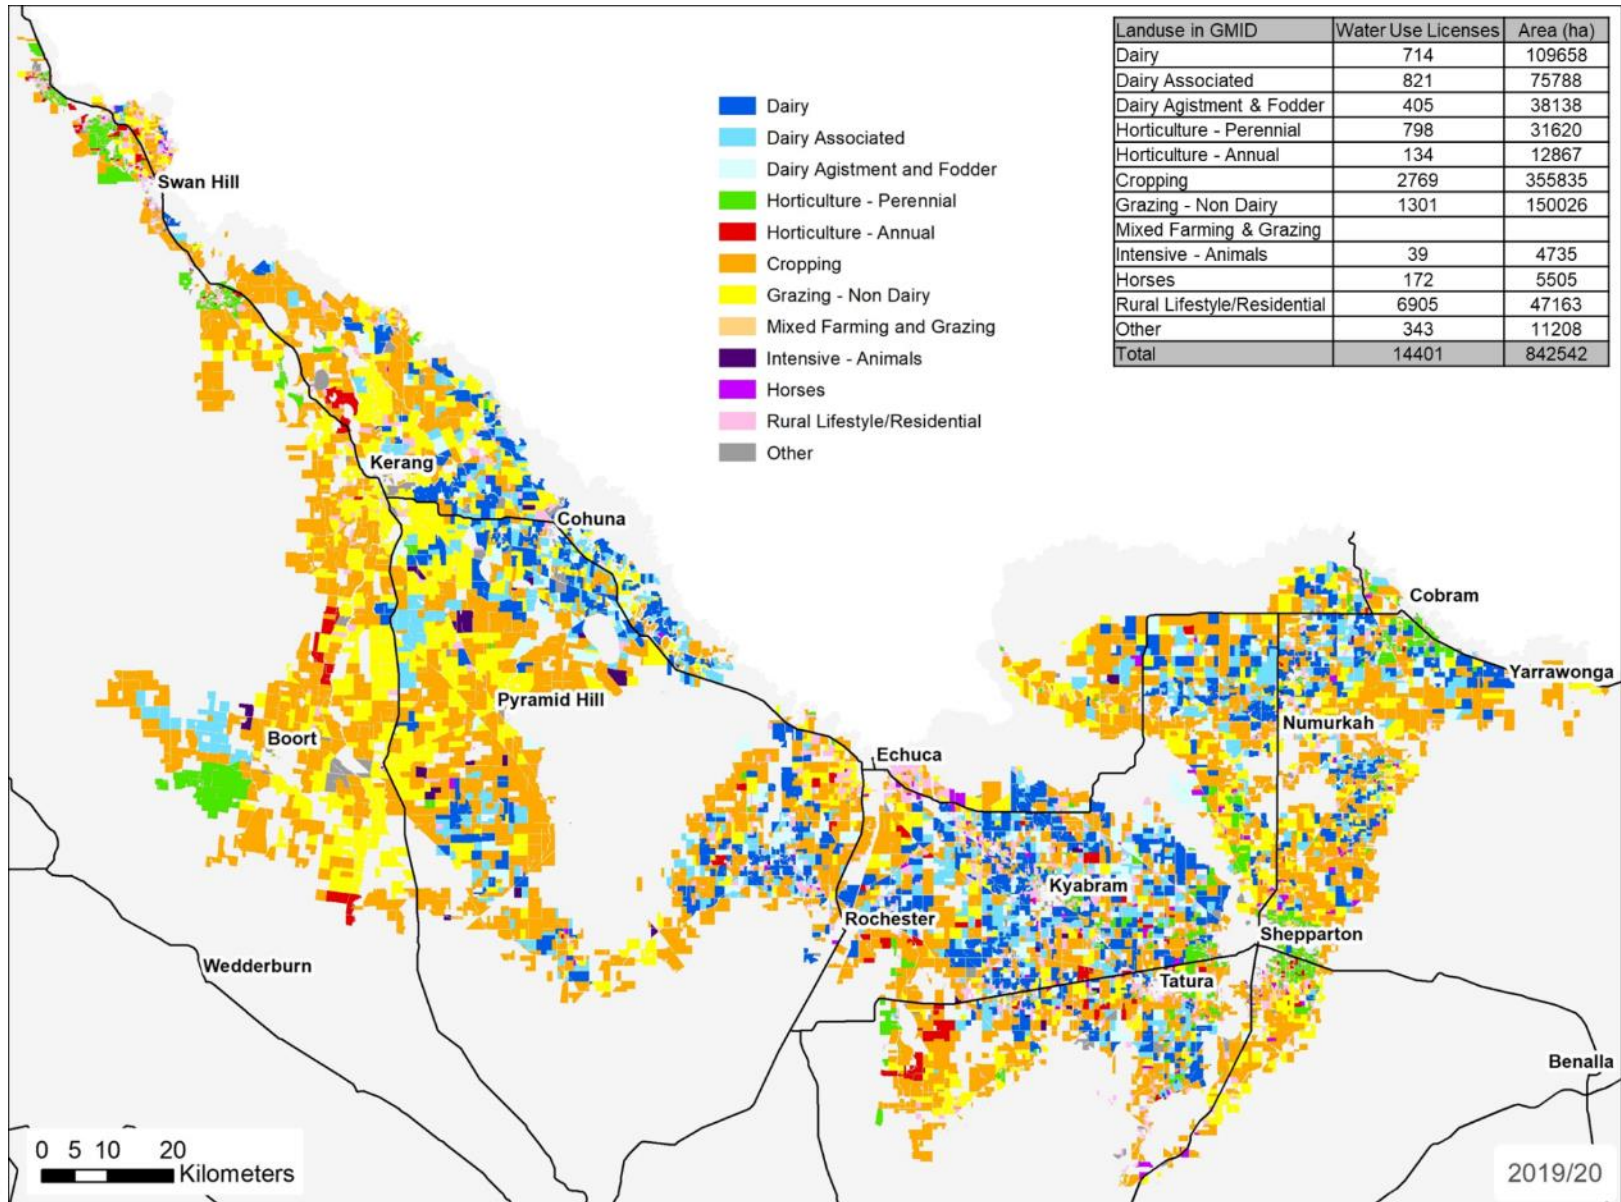 Landuse in GMID Water Use Licenses Area (ha)
Dairy 714 109658
Dairy Associated 821 75788
Dairy Agistment & Fodder 405 38138
Horticulture - Perennial 798 31620
Horticulture - Annual 134 12867
Cropping 2769 355835
Grazing - Non Dairy 1301 150026
Mixed Farming & Grazing
Intensive - Animals 39 4735
Horses 172 5505
Rural Lifestyle/Residential 6905 47163
Other 343 11208
Total 14401 842542
Dairy
Dairy Associated
Dairy Agistment and Fodder
Horticulture - Perennial
Horticulture - Annual
Cropping
Grazing - Non Dairy
Mixed Farming and Grazing
Intensive - Animals
Horses
Rural Lifestyle/Residential
Other
Swan Hill
Kerang
Cohuna
Cobram
Yarrawonga
Pyramid Hill
Numurkah
Boort
Echuca
Kyabram
Rochester
Shepparton
Wedderburn
Tatura
Benalla
0 5 10 20
Kilometers
2019/20